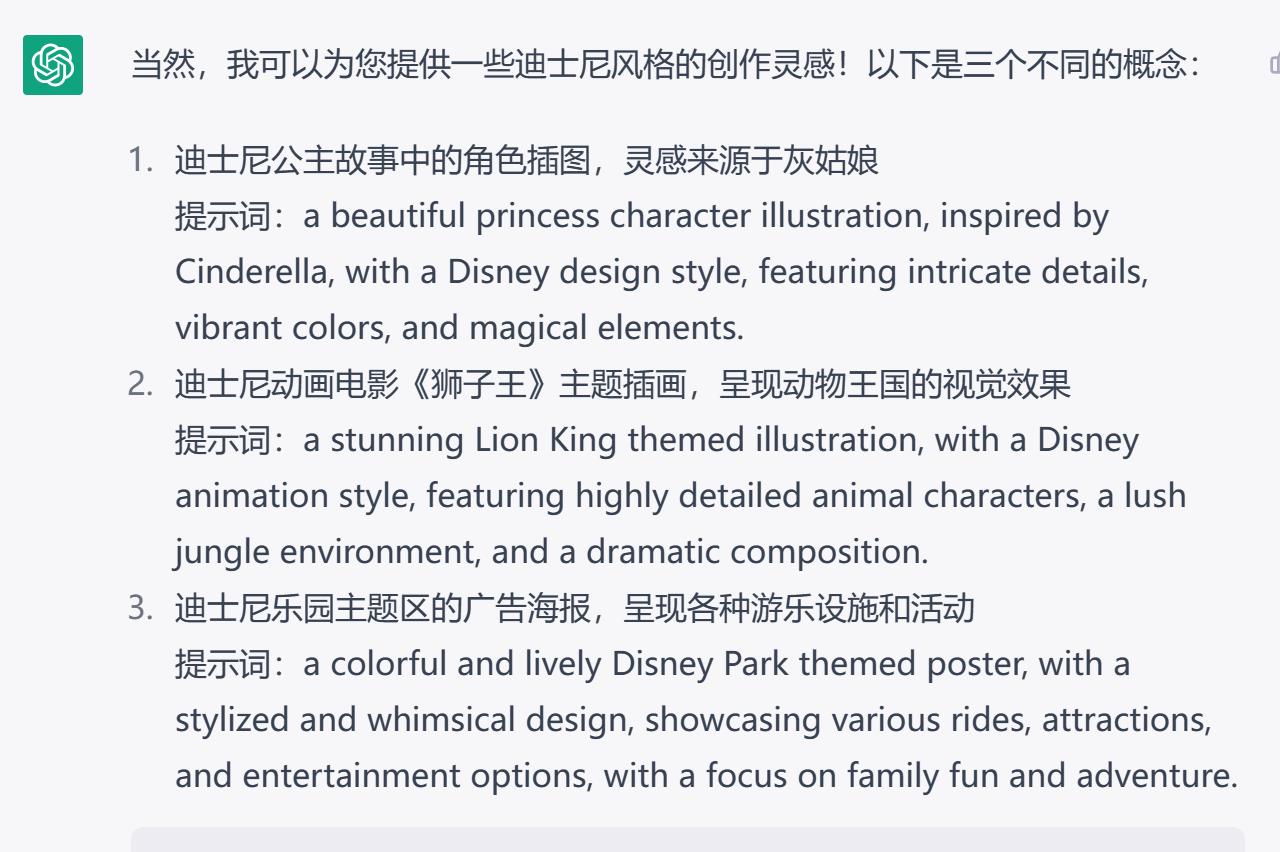 当然，我可以为您提供一些迪士尼风格的创作灵感！以下是三个不同的概念：
1. 迪士尼公主故事中的角色插图，灵感来源于灰姑娘
提示词：a beautiful princess character illustration, inspired by
Cinderella, with a Disney design style, featuring intricate details,
vibrant colors, and magical elements.
2. 迪士尼动画电影《狮子王》主题插画，呈现动物王国的视觉效果
提示词：a stunning Lion King themed illustration, with a Disney
animation style, featuring highly detailed animal characters, a lush
jungle environment, and a dramatic composition.
3. 迪士尼乐园主题区的广告海报，呈现各种游乐设施和活动
提示词：a colorful and lively Disney Park themed poster, with a
stylized and whimsical design, showcasing various rides, attractions,
and entertainment options, with a focus on family fun and adventure.